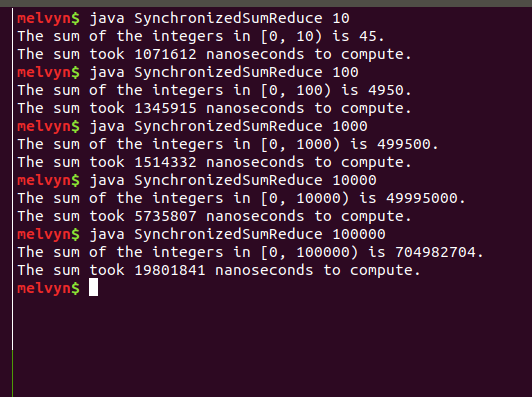 melvyn$ java SynchronizedSumReduce 10
The sum of the integers in [0, 10) is 45.
The sum took 1071612 nanoseconds to compute.
melvyn$ java SynchronizedSumReduce 100
The sum of the integers in [0, 100) is 4950.
The sum took 1345915 nanoseconds to compute.
melvyn$ java SynchronizedSumReduce 1000
The sum of the integers in [0, 1000) is 499500.
The sum took 1514332 nanoseconds to compute.
melvyn$ java SynchronizedSumReduce 10000
The sum of the integers in [0, 10000) is 49995000.
The sum took 5735807 nanoseconds to compute.
melvyn$ java SynchronizedSumReduce 100000
The sum of the integers in [0, 100000) is 704982704.
The sum took 19801841 nanoseconds to compute.
melvyn$